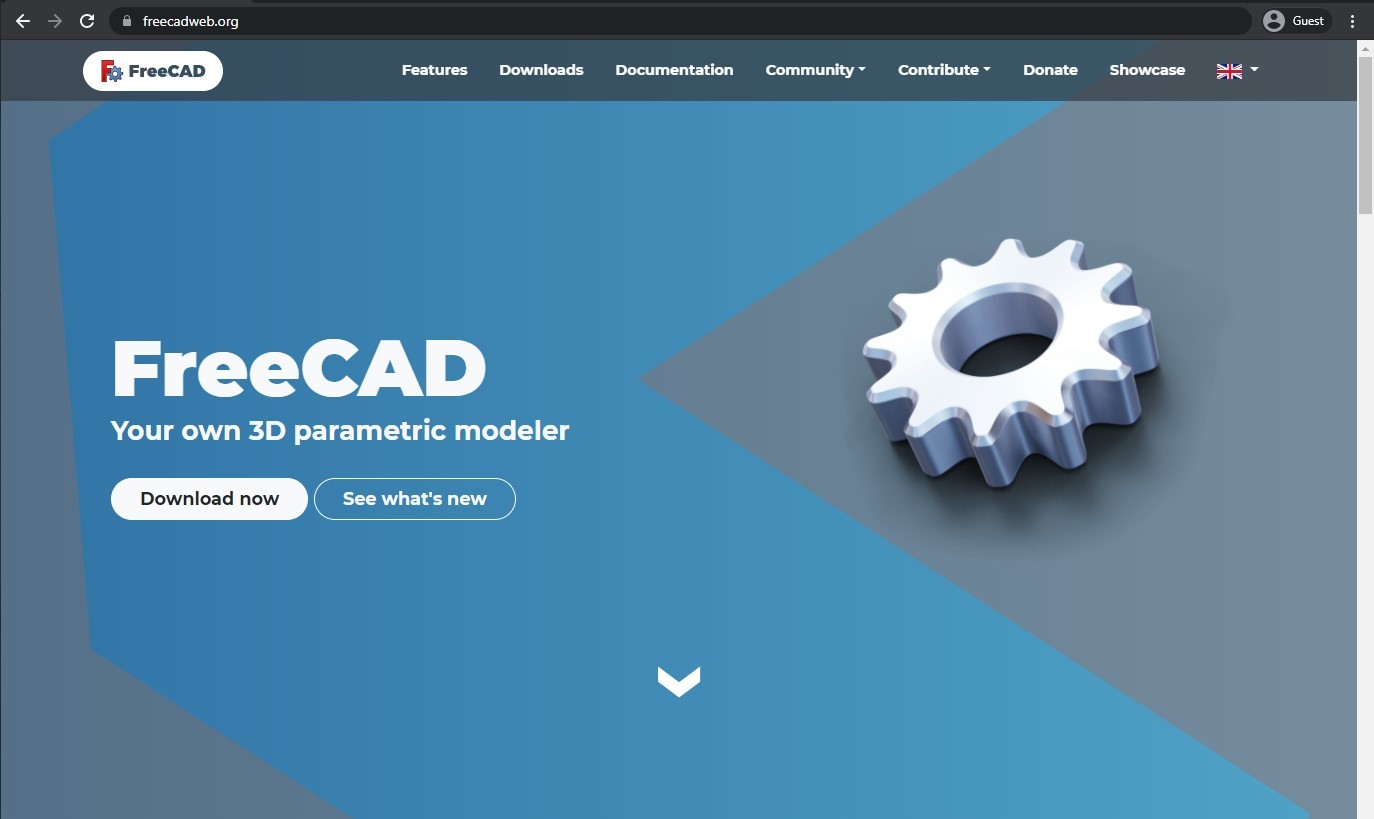 freecadweb.org
Guest
FreeCAD
Features Downloads Documentation Community Contribute Donate Showcase
FreeCAD
Your own 3D parametric modeler
Download now See what's new